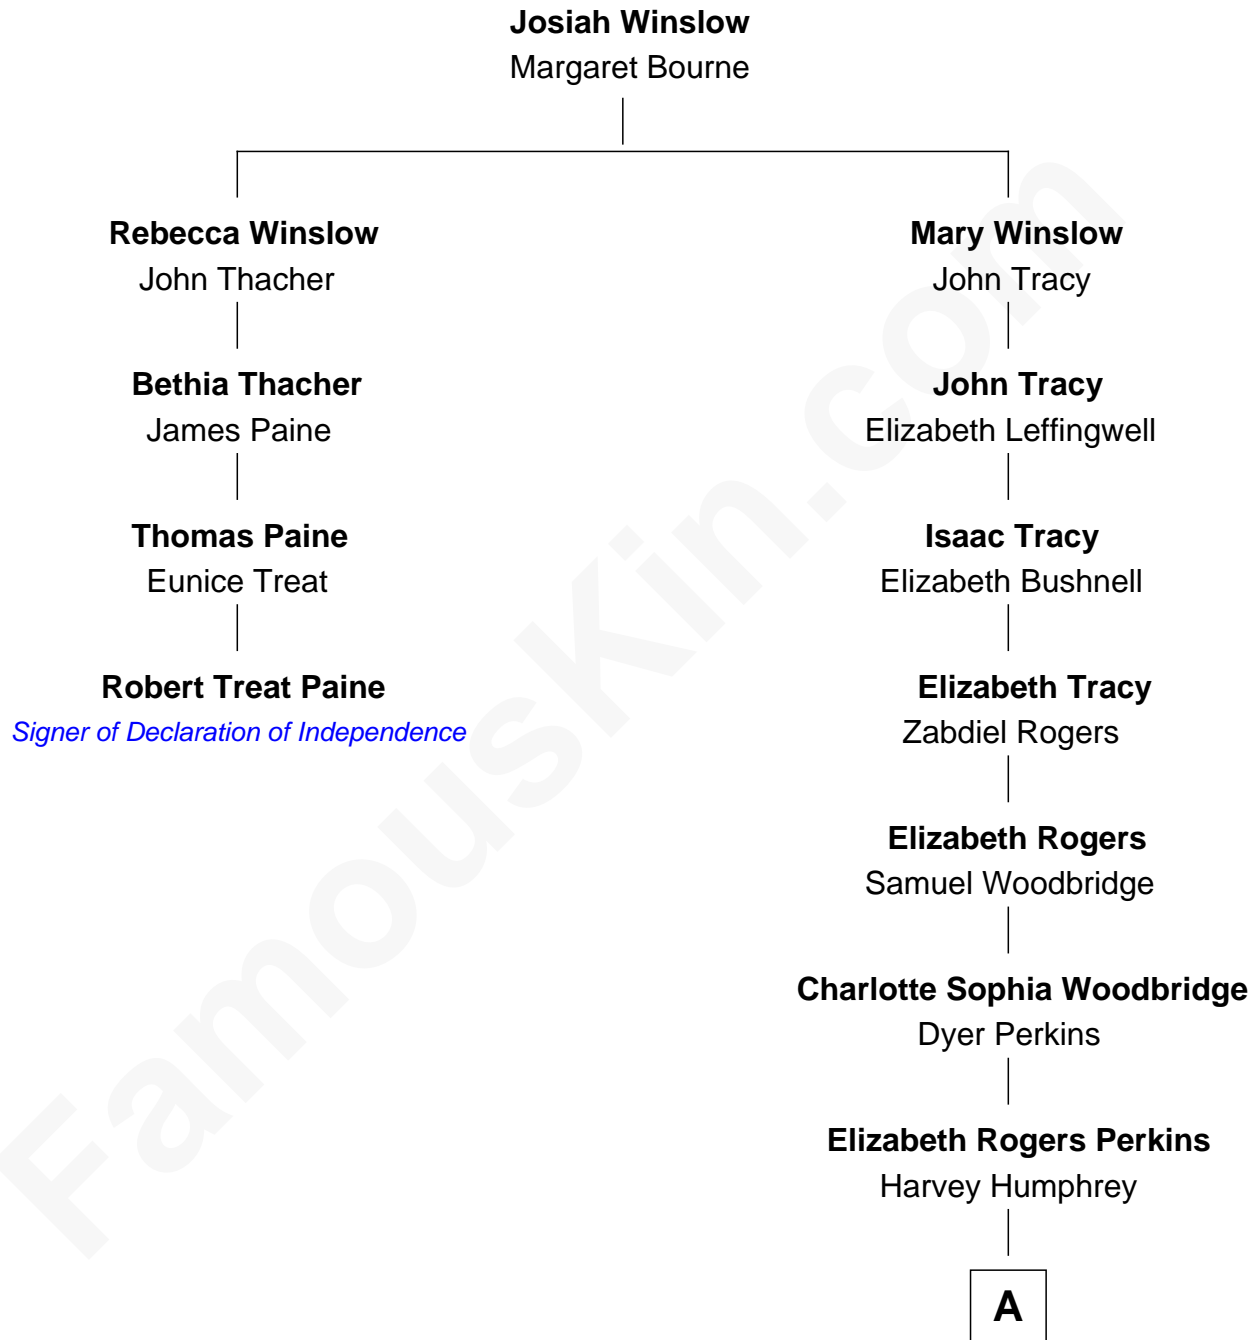 Josiah Winslow
Margaret Bourne
Rebecca Winslow
John Thacher
Mary Winslow
John Tracy
Bethia Thacher
James Paine
John Tracy
Elizabeth Leffingwell
Thomas Paine
Eunice Treat
Isaac Tracy
Elizabeth Bushnell
Robert Treat Paine
Signer of Declaration of Independence
Elizabeth Tracy
Zabdiel Rogers
Elizabeth Rogers
Samuel Woodbridge
Charlotte Sophia Woodbridge
Dyer Perkins
Elizabeth Rogers Perkins
Harvey Humphrey
A
FamousKin.com